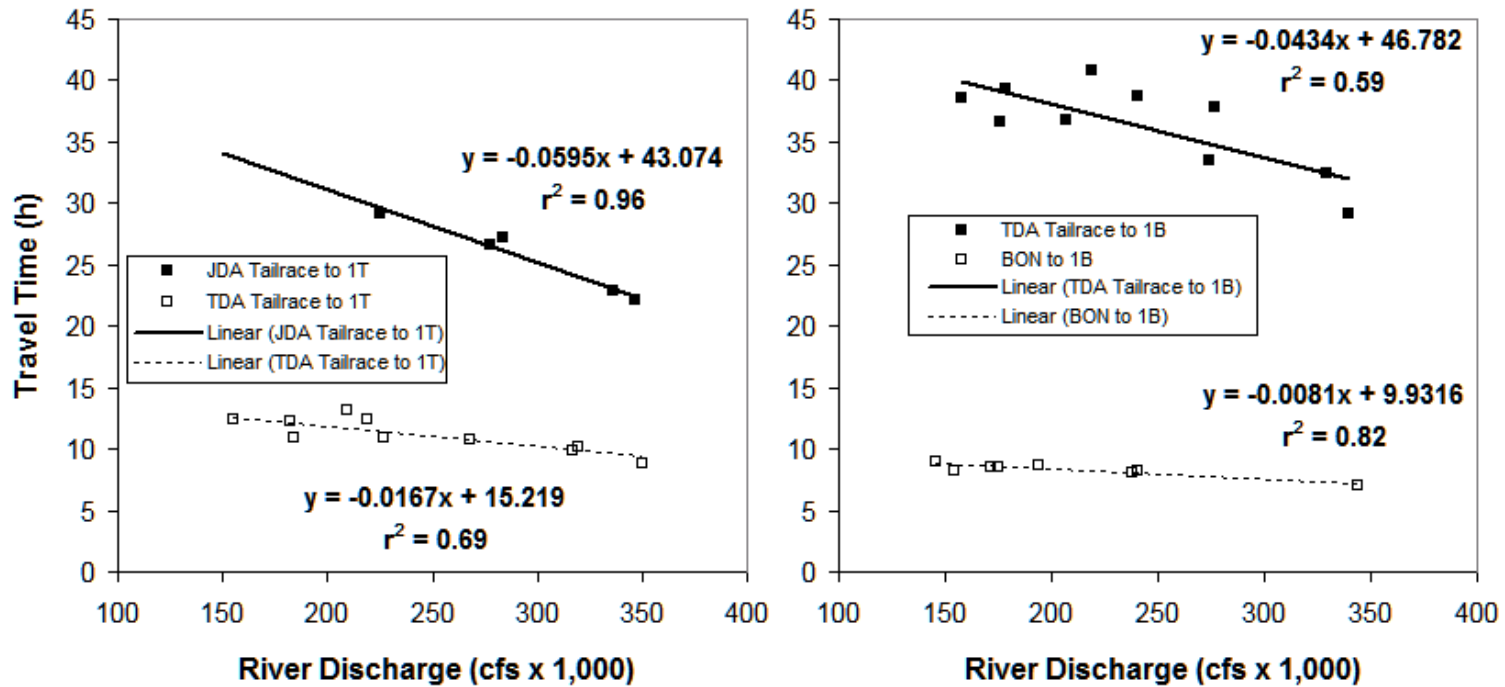 Travel Time (h)
45
40
35
30
25
20
15
10
5
0
y = -0.0595x + 43.074
r² = 0.96
JDA Tailrace to 1T
TDA Tailrace to 1T
Linear (JDA Tailrace to 1T)
Linear (TDA Tailrace to 1T)
y = -0.0167x + 15.219
r² = 0.69
100 150 200 250 300 350 400
River Discharge (cfs x 1,000)
45
40
35
30
25
20
15
10
5
0
y = -0.0434x + 46.782
r² = 0.59
TDA Tailrace to 1B
BON to 1B
Linear (TDA Tailrace to 1B)
Linear (BON to 1B)
y = -0.0081x + 9.9316
r² = 0.82
100 150 200 250 300 350 400
River Discharge (cfs x 1,000)